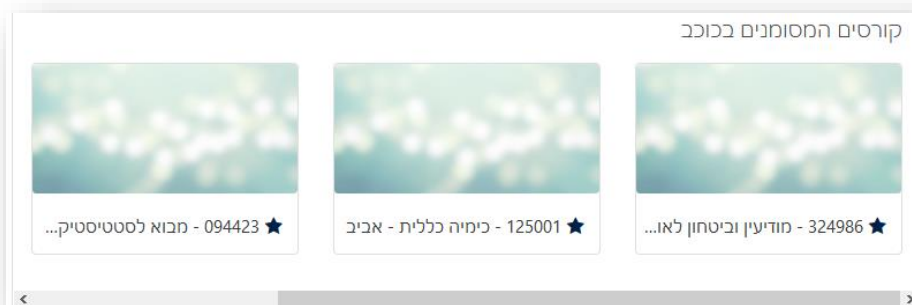 קורסים המסומנים בכוכב
324986 - מודיעין וביטחון לאו...
125001 - כימיה כללית - אביב
094423 - מבוא לסטטיסטיק...